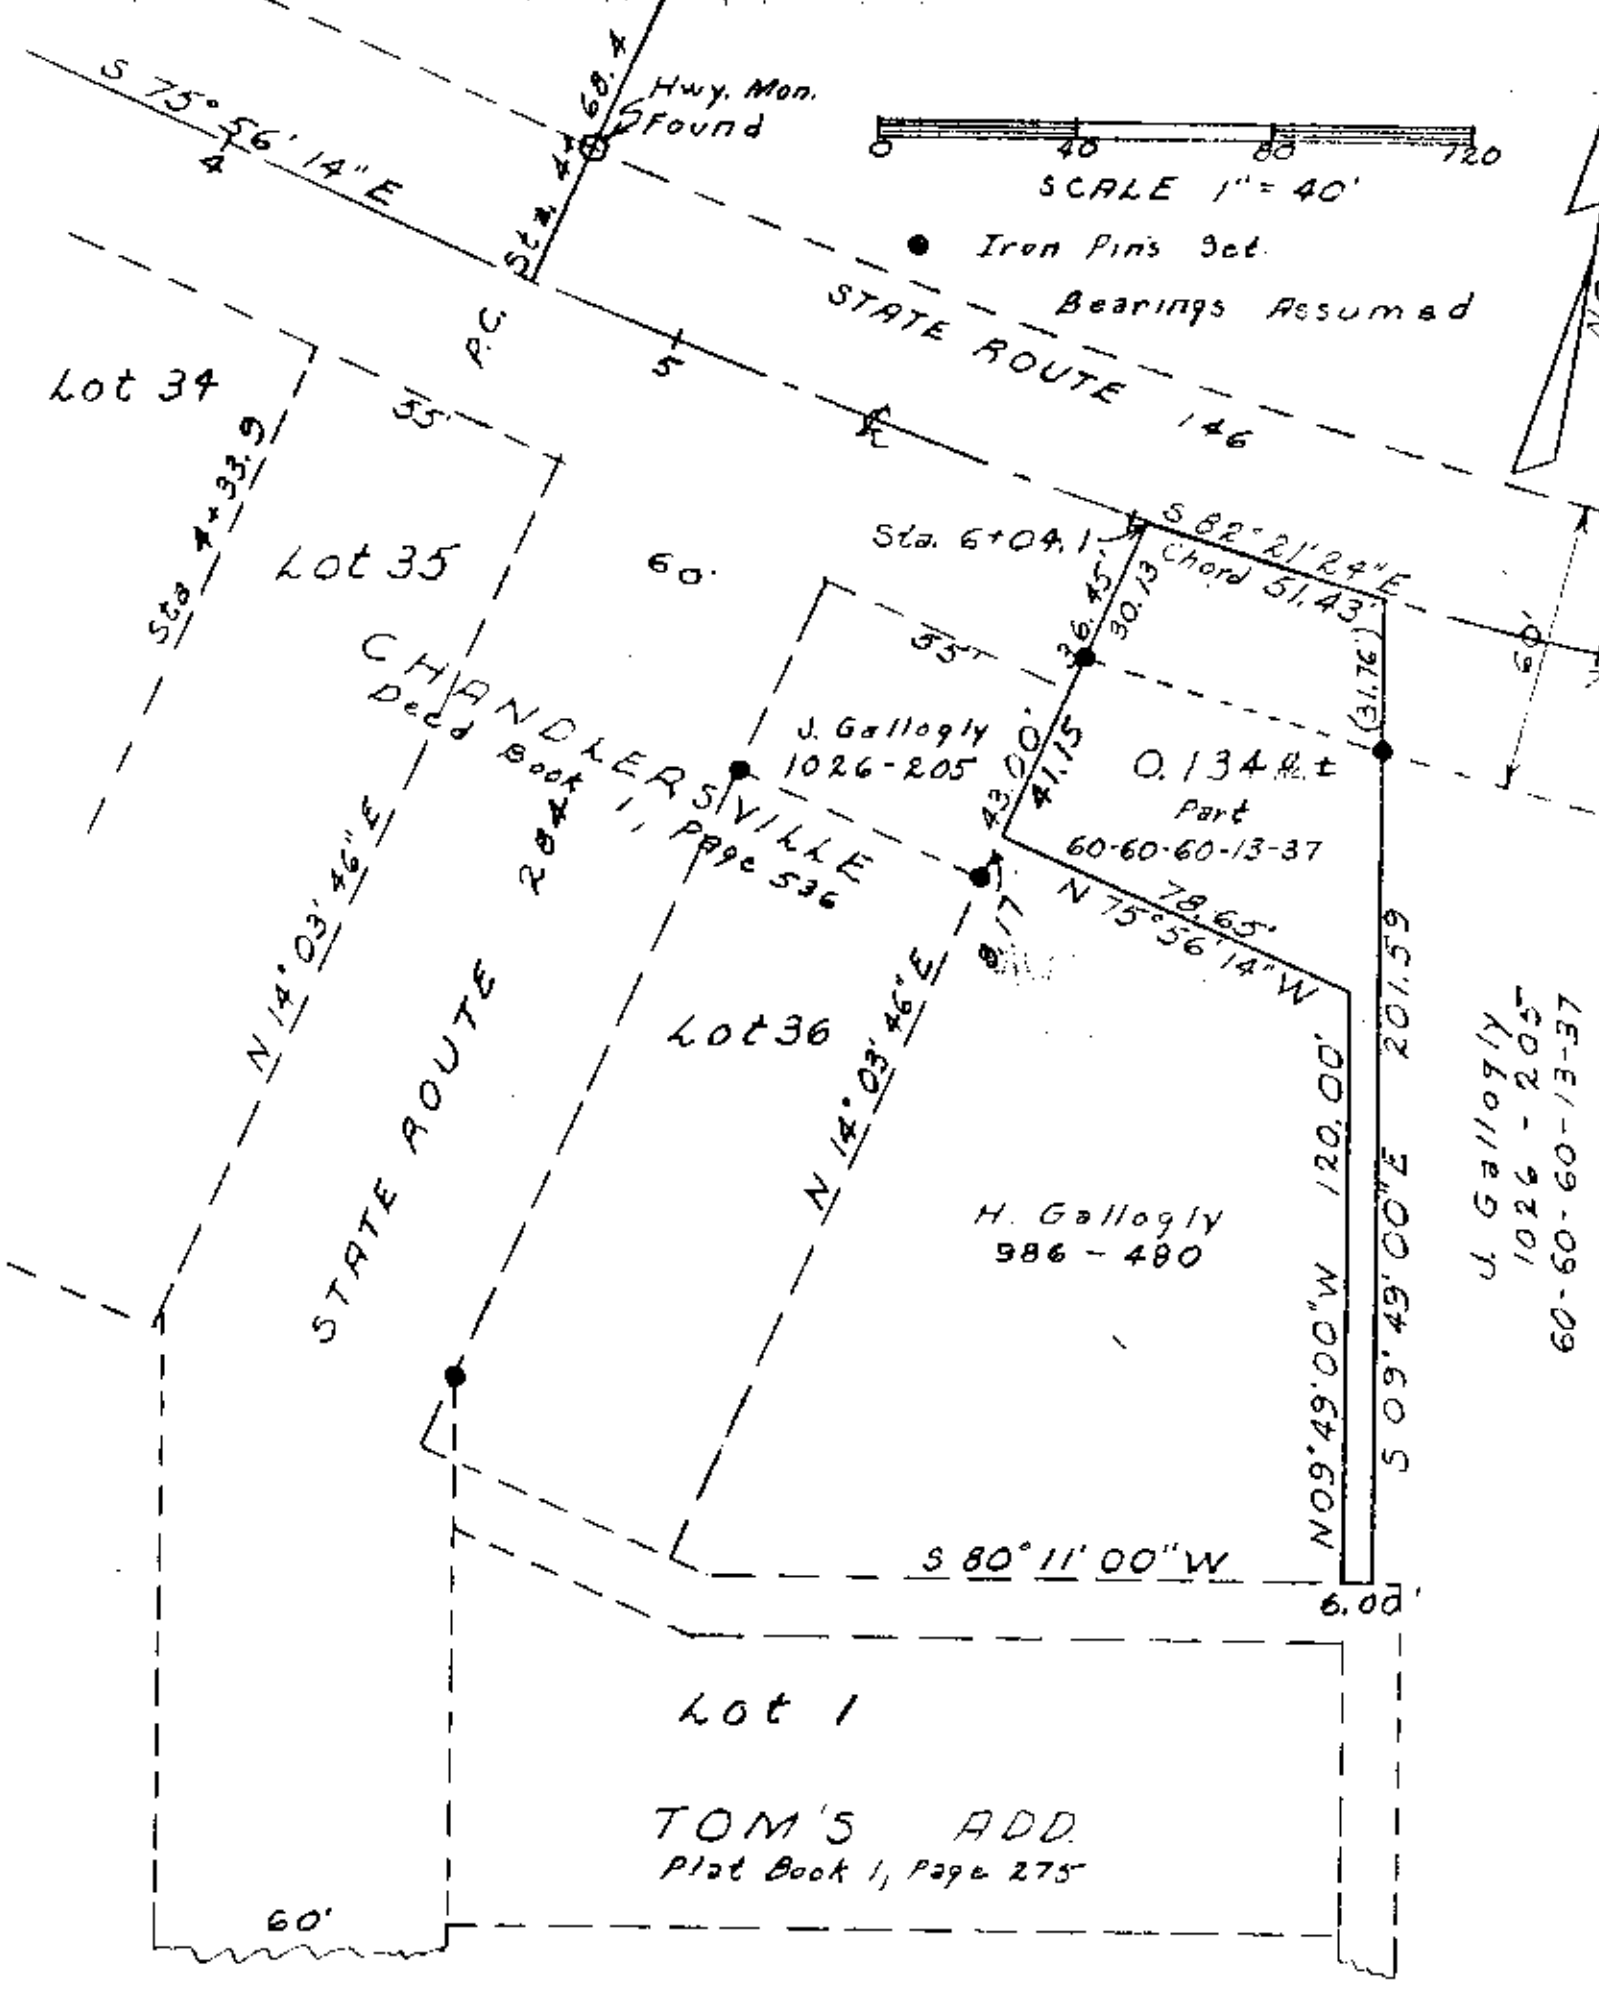 S 75° 56' 14" E
4
Sta. 4+68.4
Hwy. Mon.
Found
0 40 80 120
SCALE 1" = 40'
Iron Pins Set.
Bearings Assumed
STATE ROUTE 146
P.C.
5
℄
Lot 34
55'
Sta 4+33.9
Lot 35
60'
Sta. 6+04.1
S 82° 21' 24" E
Chord 51.43'
36.45'
30.13
(31.76')
60'
7
55'
J. Gallogly
1026-205
43.00'
41.15
0.134 A. ±
Part
60-60-60-13-37
78.65'
N 75° 56' 14" W
8.17
CHANDLERSVILLE
Deed Book 1, Page 536
N 14° 03' 46" E
STATE ROUTE 284
Lot 36
N 14° 03' 46" E
H. Gallogly
986 - 480
N 09° 49' 00" W 120.00'
S 09° 49' 00" E 201.59
J. Gallogly
1026 - 205
60-60-60-13-37
S 80° 11' 00" W
6.00'
Lot 1
TOM'S ADD.
Plat Book 1, Page 275
60'